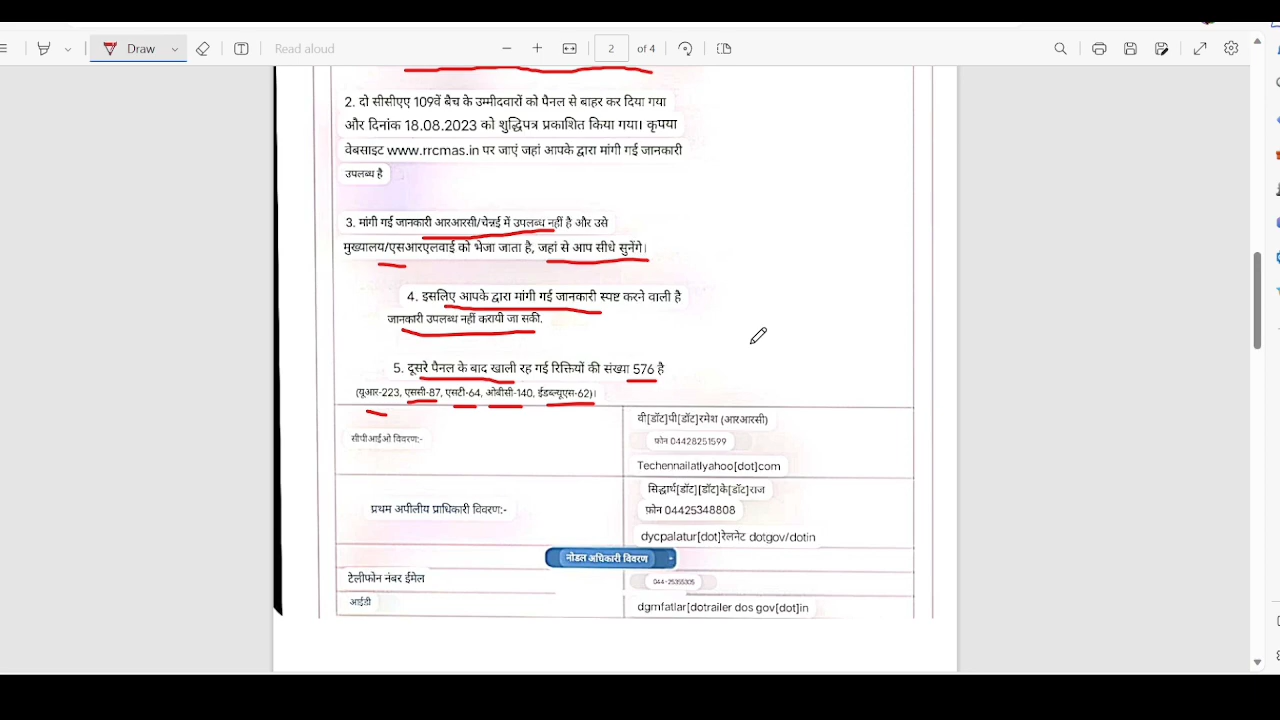 Draw
Read aloud
2
of 4
2. दो सीसीएए 109वें बैच के उम्मीदवारों को पैनल से बाहर कर दिया गया
और दिनांक 18.08.2023 को शुद्धिपत्र प्रकाशित किया गया। कृपया
वेबसाइट www.rrcmas.in पर जाएं जहां आपके द्वारा मांगी गई जानकारी
उपलब्ध है
3. मांगी गई जानकारी आरआरसी/चेन्नई में उपलब्ध नहीं है और उसे
मुख्यालय/एसआरएलवाई को भेजा जाता है, जहां से आप सीधे सुनेंगे।
4. इसलिए आपके द्वारा मांगी गई जानकारी स्पष्ट करने वाली है
जानकारी उपलब्ध नहीं करायी जा सकी.
5. दूसरे पैनल के बाद खाली रह गई रिक्तियों की संख्या 576 है
(यूआर-223, एससी-87, एसटी-64, ओबीसी-140, ईडब्ल्यूएस-62)।
सीपीआईओ विवरण:-
वी[डॉट]पी[डॉट]रमेश (आरआरसी)
फोन 04428251599
Techennailatlyahoo[dot]com
प्रथम अपीलीय प्राधिकारी विवरण:-
सिद्धार्थ[डॉट][डॉट]के[डॉट]राज
फ़ोन 04425348808
dycpalatur[dot]रेलनेट dotgov/dotin
नोडल अधिकारी विवरण
टेलीफोन नंबर ईमेल
044-25355305
आईडी
dgmfatlar[dotrailer dos gov[dot]in